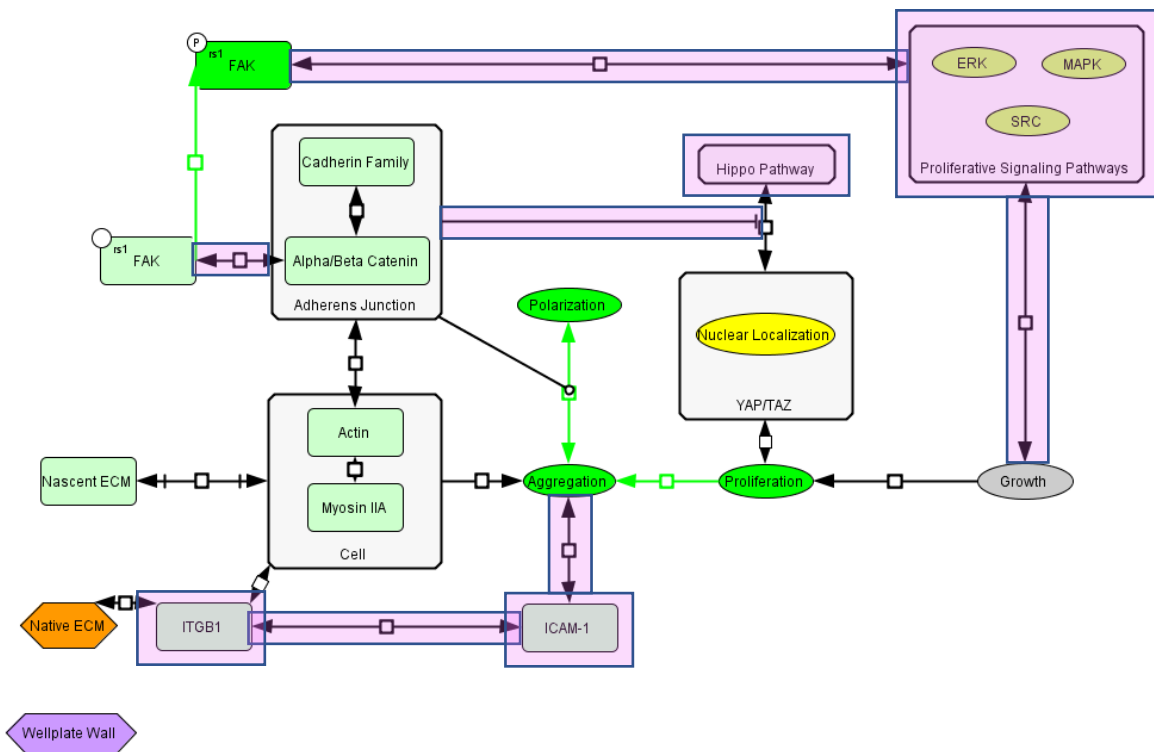 P
rs1
FAK
ERK
MAPK
SRC
Proliferative Signaling Pathways
Cadherin Family
Hippo Pathway
rs1
FAK
Alpha/Beta Catenin
Adherens Junction
Polarization
Nuclear Localization
YAP/TAZ
Actin
Nascent ECM
Aggregation
Proliferation
Growth
Myosin IIA
Cell
Native ECM
ITGB1
ICAM-1
Wellplate Wall